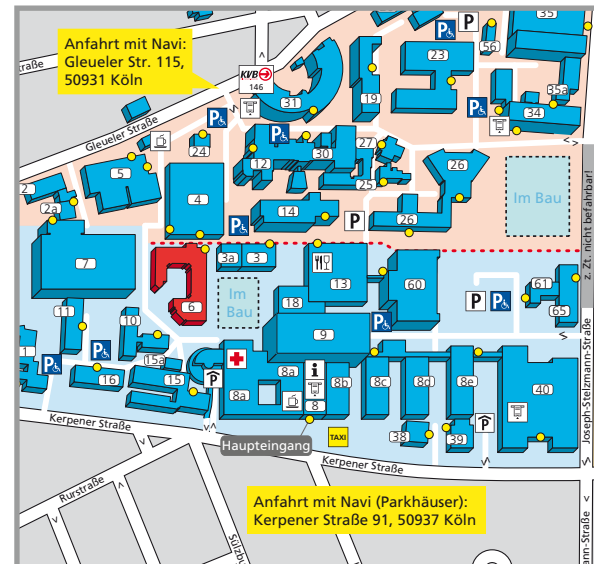 Anfahrt mit Navi:
Gleueler Str. 115,
50931 Köln
KVB
146
35
P
23
56
P
31
19
35a
34
Gleueler Straße
P
24
P
30
27
12
P
5
4
26
25
2
2a
14
P
26
Im Bau
z. Zt. nicht befahrbar!
P
3a
3
7
13
60
61
6
Im
Bau
18
P
P
65
11
10
9
P
1
P
15a
16
15
P
8a
8a
i
8b
8c
8d
8e
40
8
P
Haupteingang
TAXI
38
39
Kerpener Straße
Kerpener Straße
Joseph-Stelzmann-Straße
Rurstraße
Anfahrt mit Navi (Parkhäuser):
Kerpener Straße 91, 50937 Köln
Sülzbu
ann-Straße
raße